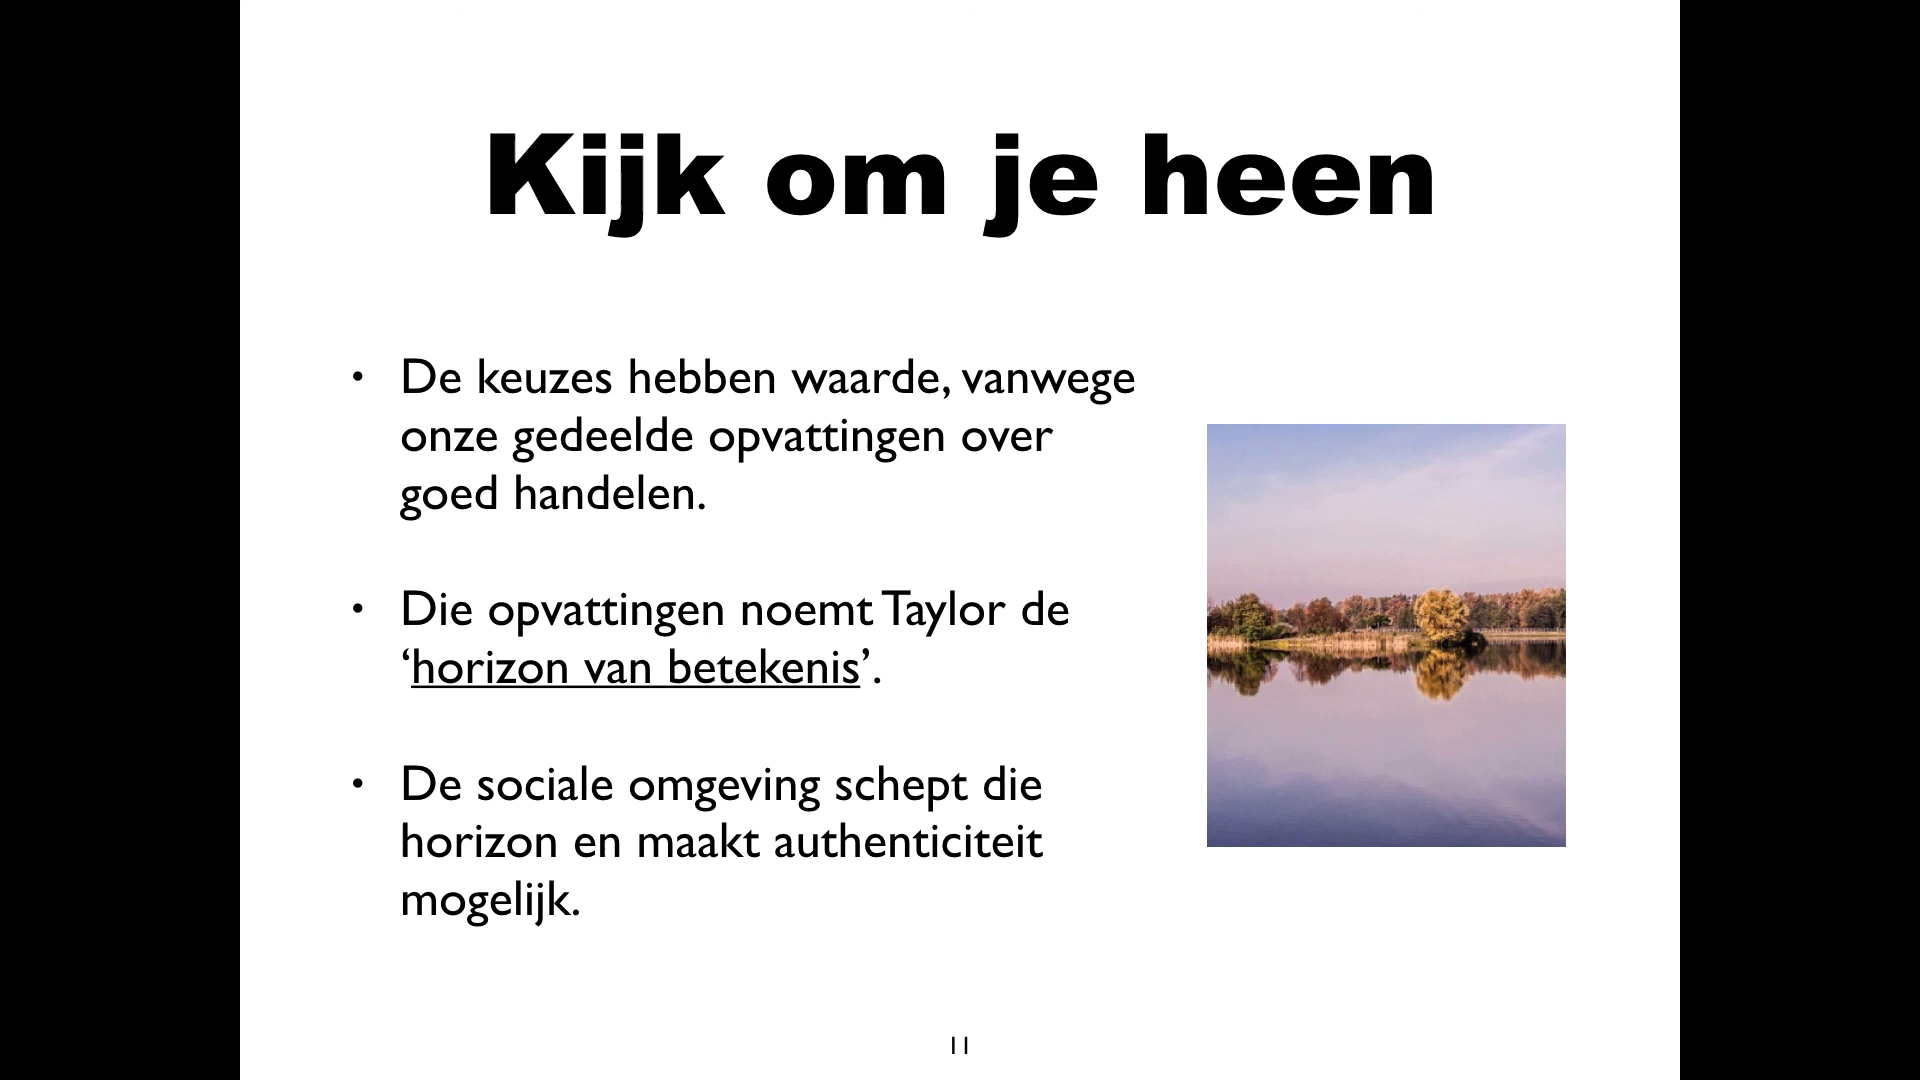 Kijk om je heen
• De keuzes hebben waarde, vanwege
onze gedeelde opvattingen over
goed handelen.
• Die opvattingen noemt Taylor de
‘horizon van betekenis’.
• De sociale omgeving schept die
horizon en maakt authenticiteit
mogelijk.
11